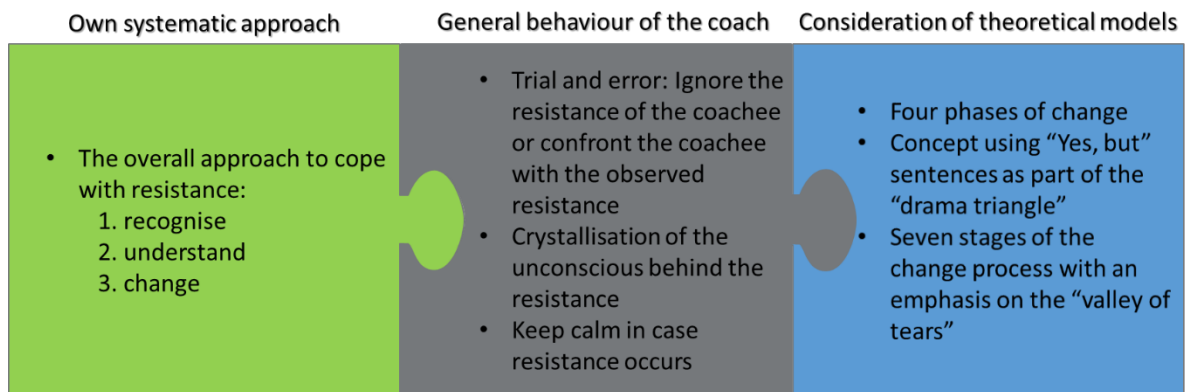 Own systematic approach
General behaviour of the coach
Consideration of theoretical models
• The overall approach to cope
with resistance:
1. recognise
2. understand
3. change
• Trial and error: Ignore the
resistance of the coachee
or confront the coachee
with the observed
resistance
• Crystallisation of the
unconscious behind the
resistance
• Keep calm in case
resistance occurs
• Four phases of change
• Concept using “Yes, but”
sentences as part of the
“drama triangle”
• Seven stages of the
change process with an
emphasis on the “valley of
tears”